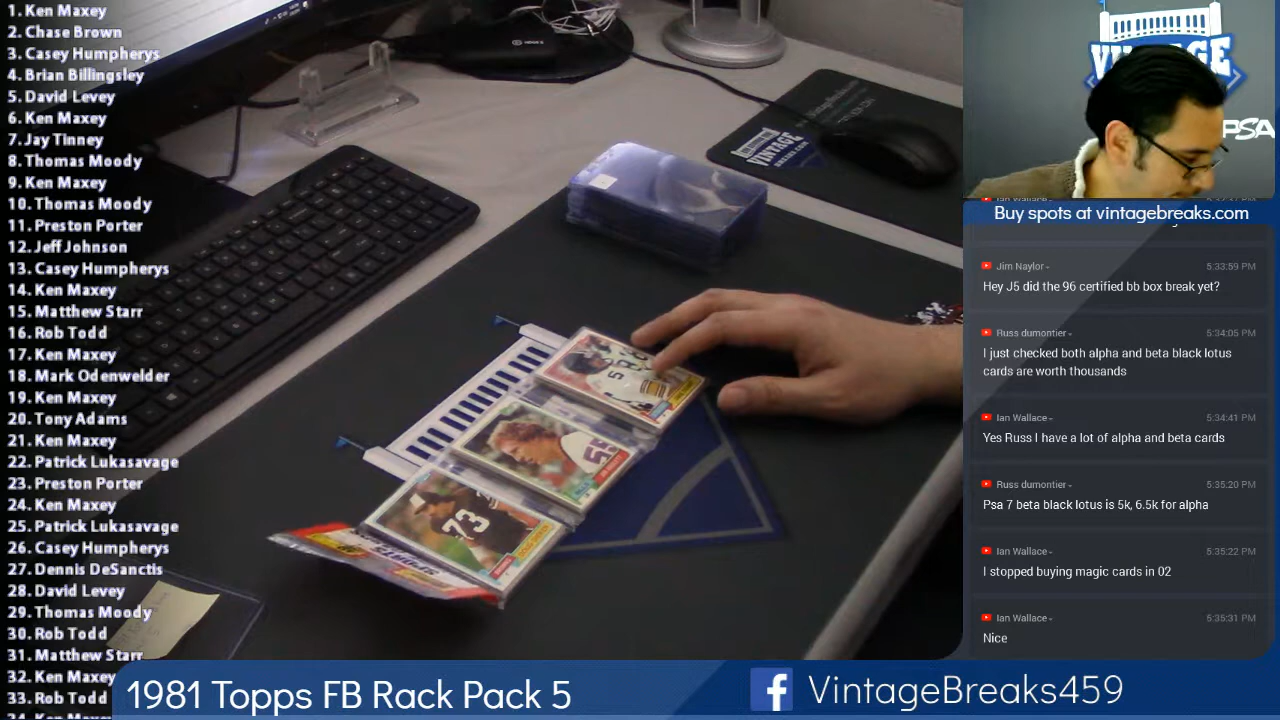 1. Ken Maxey
2. Chase Brown
3. Casey Humpherys
4. Brian Billingsley
5. David Levey
6. Ken Maxey
7. Jay Tinney
8. Thomas Moody
9. Ken Maxey
10. Thomas Moody
11. Preston Porter
12. Jeff Johnson
13. Casey Humpherys
14. Ken Maxey
15. Matthew Starr
16. Rob Todd
17. Ken Maxey
18. Mark Odenwelder
19. Ken Maxey
20. Tony Adams
21. Ken Maxey
22. Patrick Lukasavage
23. Preston Porter
24. Ken Maxey
25. Patrick Lukasavage
26. Casey Humpherys
27. Dennis DeSanctis
28. David Levey
29. Thomas Moody
30. Rob Todd
31. Matthew Starr
32. Ken Maxey
33. Rob Todd
VINTAGE
5
55
73
VINTAGE
PSA
Buy spots at vintagebreaks.com
Jim Naylor 5:33:59 PM
Hey J5 did the 96 certified bb box break yet?
Russ dumontier 5:34:05 PM
I just checked both alpha and beta black lotus
cards are worth thousands
Ian Wallace 5:34:41 PM
Yes Russ I have a lot of alpha and beta cards
Russ dumontier 5:35:20 PM
Psa 7 beta black lotus is 5k, 6.5k for alpha
Ian Wallace 5:35:22 PM
I stopped buying magic cards in 02
Ian Wallace 5:35:31 PM
Nice
1981 Topps FB Rack Pack 5
f VintageBreaks459